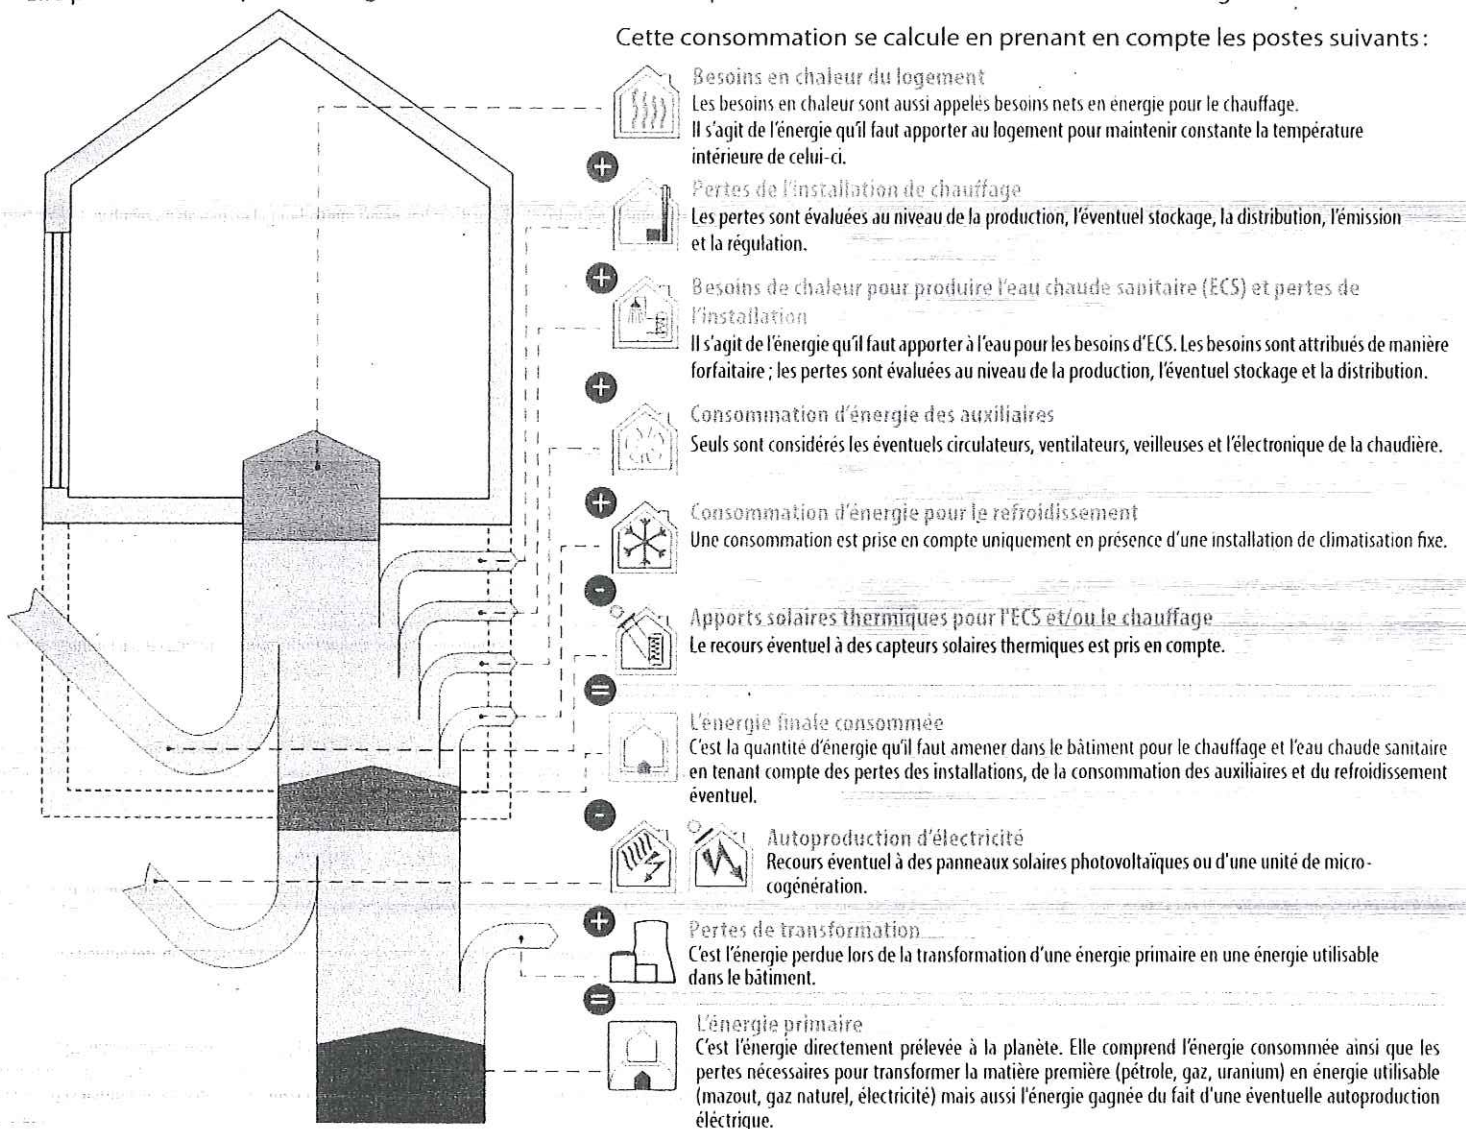 Cette consommation se calcule en prenant en compte les postes suivants :
Besoins en chaleur du logement
Les besoins en chaleur sont aussi appelés besoins nets en énergie pour le chauffage.
Il s'agit de l'énergie qu'il faut apporter au logement pour maintenir constante la température
intérieure de celui-ci.
+
Pertes de l'installation de chauffage
Les pertes sont évaluées au niveau de la production, l'éventuel stockage, la distribution, l'émission
et la régulation.
+
Besoins de chaleur pour produire l'eau chaude sanitaire (ECS) et pertes de
l'installation
Il s'agit de l'énergie qu'il faut apporter à l'eau pour les besoins d'ECS. Les besoins sont attribués de manière
forfaitaire ; les pertes sont évaluées au niveau de la production, l'éventuel stockage et la distribution.
+
Consommation d'énergie des auxiliaires
Seuls sont considérés les éventuels circulateurs, ventilateurs, veilleuses et l'électronique de la chaudière.
+
Consommation d'énergie pour le refroidissement
Une consommation est prise en compte uniquement en présence d'une installation de climatisation fixe.
-
Apports solaires thermiques pour l'ECS et/ou le chauffage
Le recours éventuel à des capteurs solaires thermiques est pris en compte.
=
L'énergie finale consommée
C'est la quantité d'énergie qu'il faut amener dans le bâtiment pour le chauffage et l'eau chaude sanitaire
en tenant compte des pertes des installations, de la consommation des auxiliaires et du refroidissement
éventuel.
-
Autoproduction d'électricité
Recours éventuel à des panneaux solaires photovoltaïques ou d'une unité de micro-
cogénération.
+
Pertes de transformation
C'est l'énergie perdue lors de la transformation d'une énergie primaire en une énergie utilisable
dans le bâtiment.
=
L'énergie primaire
C'est l'énergie directement prélevée à la planète. Elle comprend l'énergie consommée ainsi que les
pertes nécessaires pour transformer la matière première (pétrole, gaz, uranium) en énergie utilisable
(mazout, gaz naturel, électricité) mais aussi l'énergie gagnée du fait d'une éventuelle autoproduction
éléctrique.